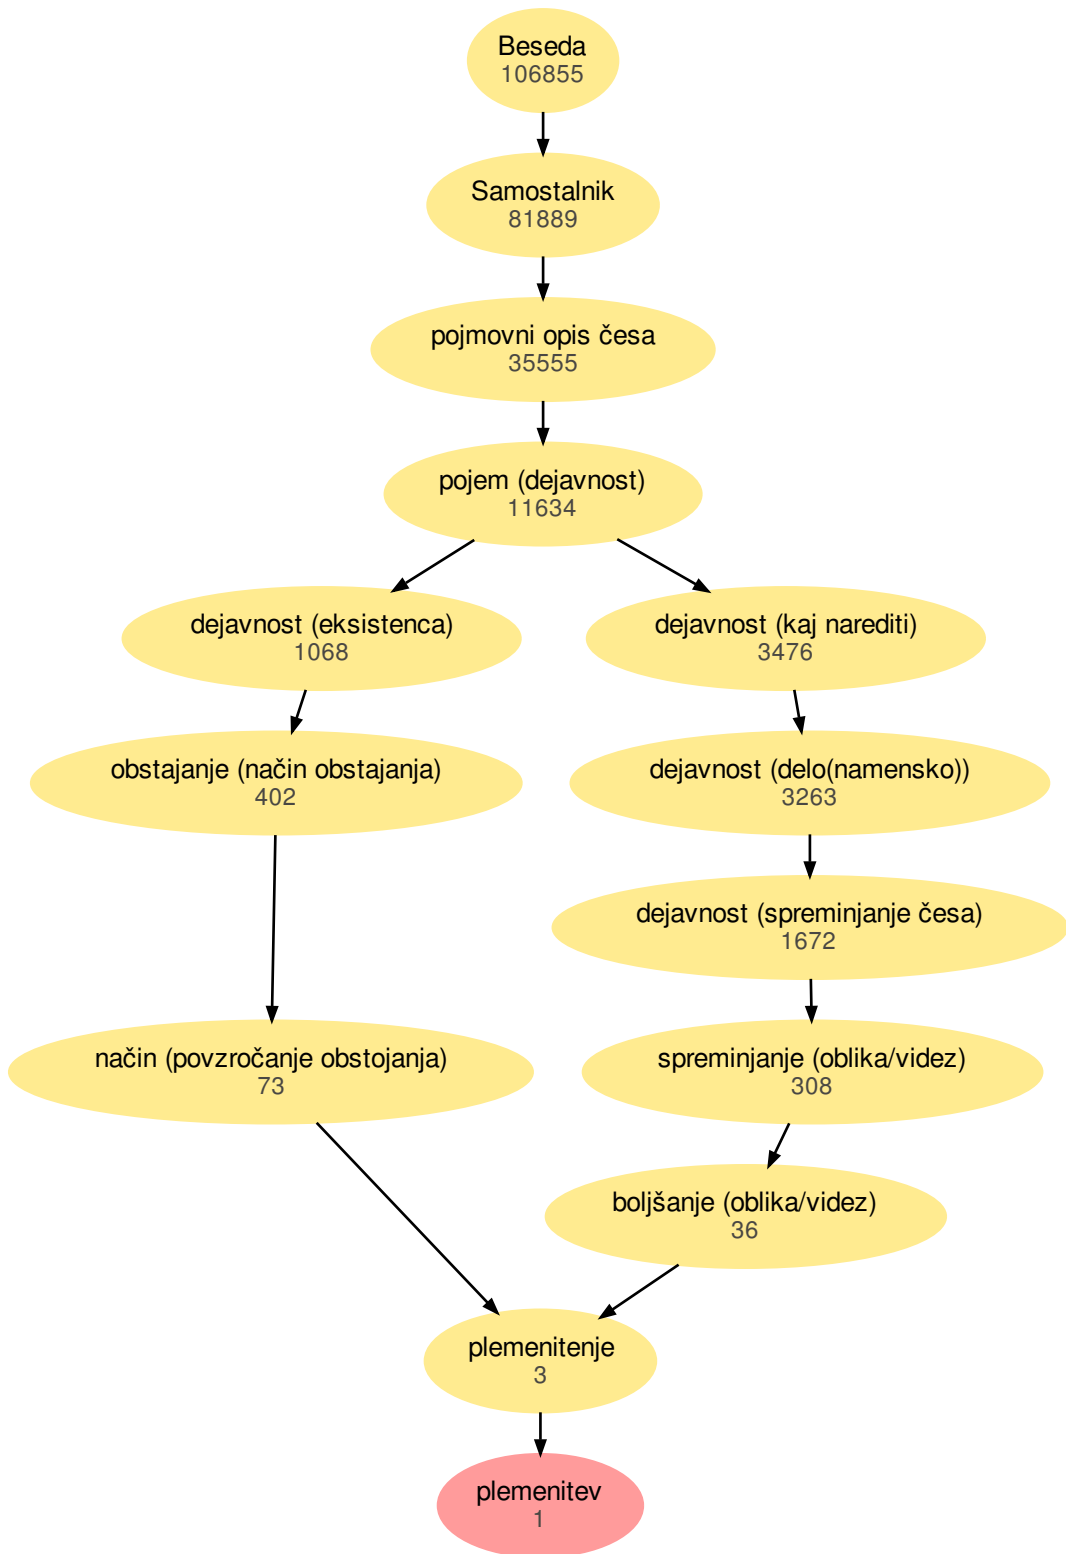 Beseda
106855
Samostalnik
81889
pojmovni opis česa
35555
pojem (dejavnost)
11634
dejavnost (eksistenca)
1068
dejavnost (kaj narediti)
3476
obstajanje (način obstajanja)
402
dejavnost (delo(namensko))
3263
dejavnost (spreminjanje česa)
1672
način (povzročanje obstojanja)
73
spreminjanje (oblika/videz)
308
boljšanje (oblika/videz)
36
plemenitenje
3
plemenitev
1